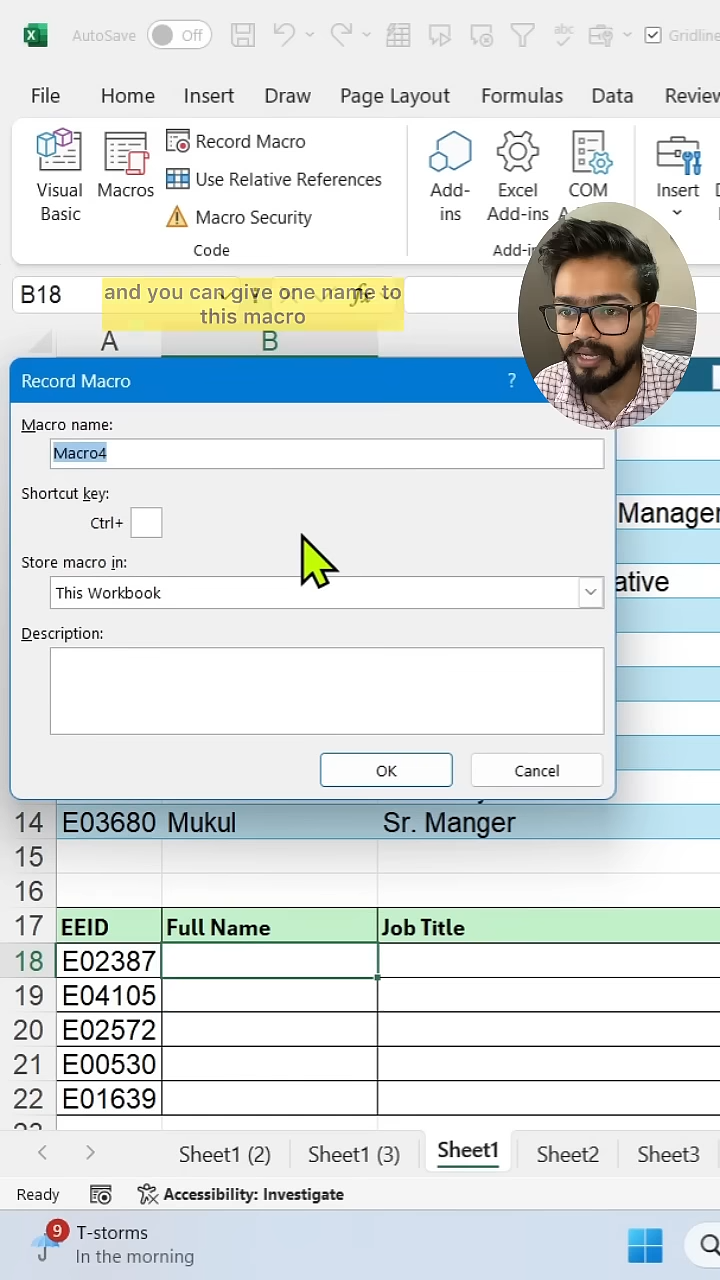 AutoSave Off Gridline
File Home Insert Draw Page Layout Formulas Data Review
Visual Basic
Macros
Record Macro
Use Relative References
Macro Security
Code
Add-ins
Excel Add-ins
COM
Insert
B18
and you can give one name to
this macro
A B
Record Macro ?
Macro name:
Macro4
Shortcut key:
Ctrl+
Store macro in:
This Workbook
Description:
OK Cancel
Manager
ative
14 E03680 Mukul Sr. Manger
15
16
17 EEID Full Name Job Title
18 E02387
19 E04105
20 E02572
21 E00530
22 E01639
Sheet1 (2) Sheet1 (3) Sheet1 Sheet2 Sheet3
Ready Accessibility: Investigate
9 T-storms
In the morning